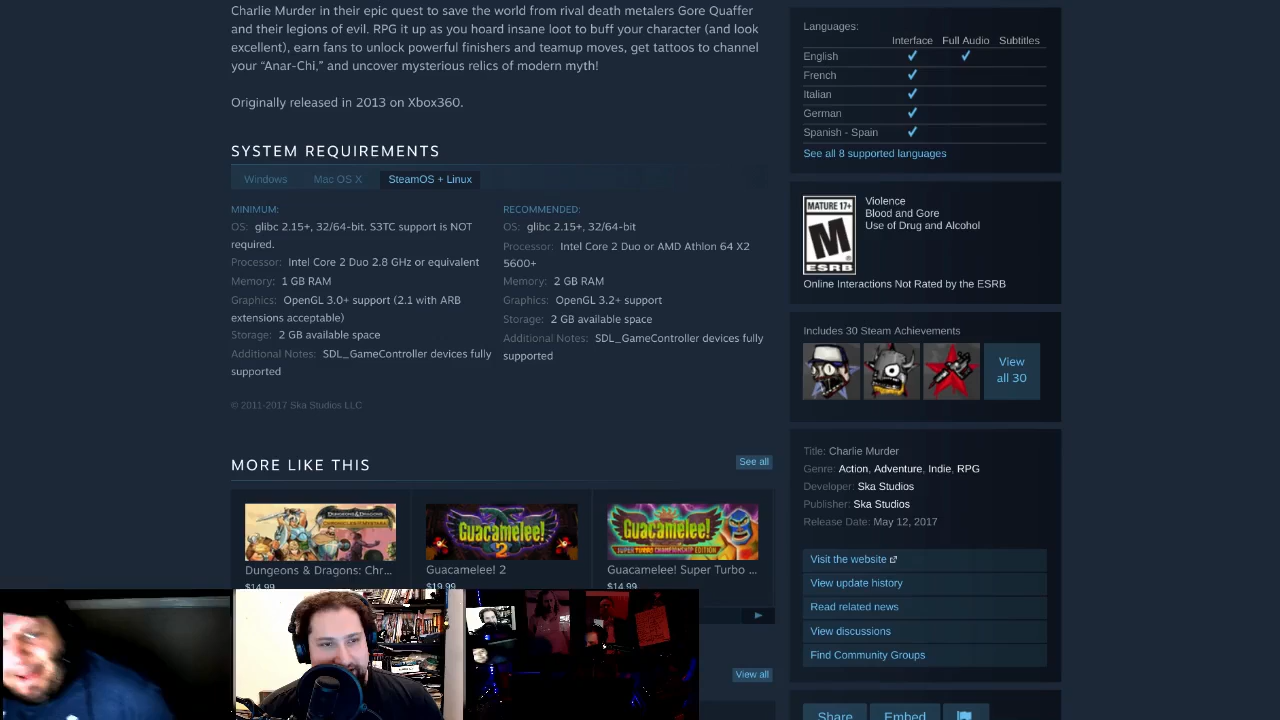 Charlie Murder in their epic quest to save the world from rival death metalers Gore Quaffer
and their legions of evil. RPG it up as you hoard insane loot to buff your character (and look
excellent), earn fans to unlock powerful finishers and teamup moves, get tattoos to channel
your “Anar-Chi,” and uncover mysterious relics of modern myth!
Originally released in 2013 on Xbox360.
SYSTEM REQUIREMENTS
Windows Mac OS X SteamOS + Linux
MINIMUM:
OS: glibc 2.15+, 32/64-bit. S3TC support is NOT
required.
Processor: Intel Core 2 Duo 2.8 GHz or equivalent
Memory: 1 GB RAM
Graphics: OpenGL 3.0+ support (2.1 with ARB
extensions acceptable)
Storage: 2 GB available space
Additional Notes: SDL_GameController devices fully
supported
RECOMMENDED:
OS: glibc 2.15+, 32/64-bit
Processor: Intel Core 2 Duo or AMD Athlon 64 X2
5600+
Memory: 2 GB RAM
Graphics: OpenGL 3.2+ support
Storage: 2 GB available space
Additional Notes: SDL_GameController devices fully
supported
© 2011-2017 Ska Studios LLC
MORE LIKE THIS
See all
DUNGEONS & DRAGONS
Dungeons & Dragons: Chr...
$14.99
Guacamelee!
2
Guacamelee! 2
$19.99
Guacamelee!
SUPER TURBO CHAMPIONSHIP EDITION
Guacamelee! Super Turbo ...
$14.99
View all
Languages:
Interface Full Audio Subtitles
English ✔ ✔
French ✔
Italian ✔
German ✔
Spanish - Spain ✔
See all 8 supported languages
MATURE 17+
M
ESRB
Violence
Blood and Gore
Use of Drug and Alcohol
Online Interactions Not Rated by the ESRB
Includes 30 Steam Achievements
View
all 30
Title: Charlie Murder
Genre: Action, Adventure, Indie, RPG
Developer: Ska Studios
Publisher: Ska Studios
Release Date: May 12, 2017
Visit the website
View update history
Read related news
View discussions
Find Community Groups
Share Embed